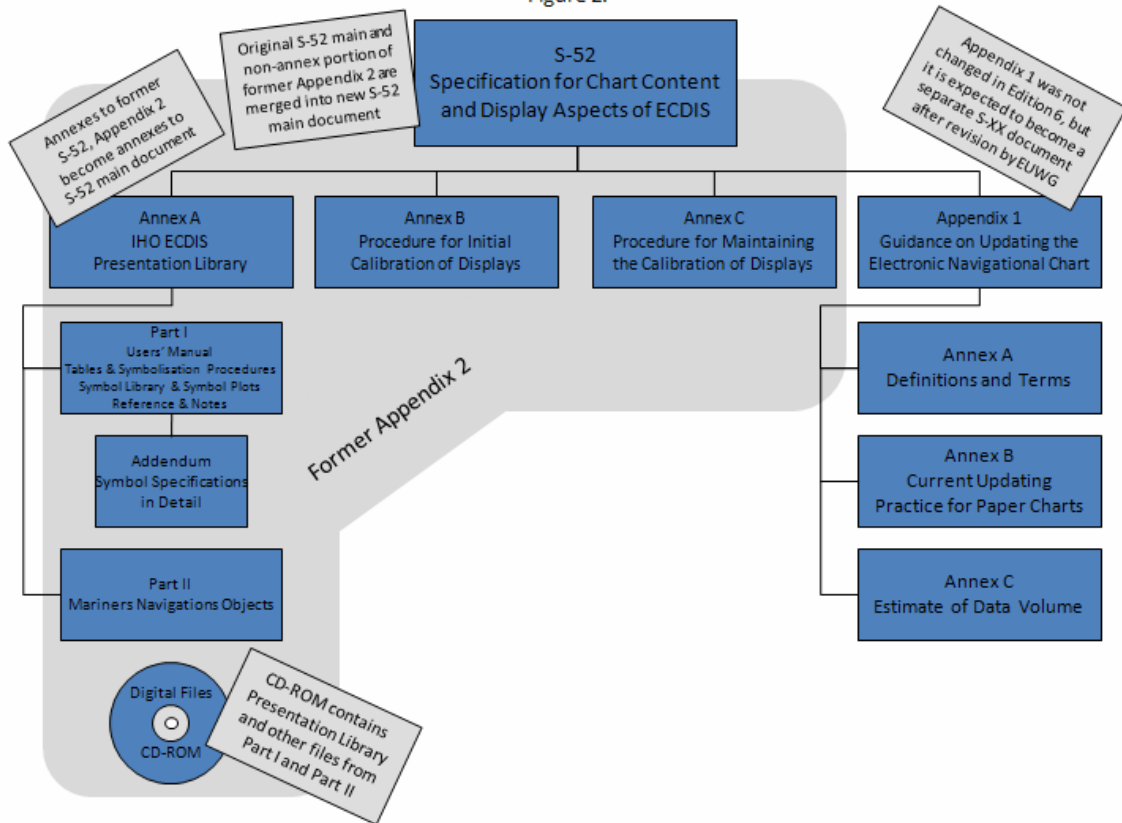 Figure 2.
Original S-52 main and
non-annex portion of
former Appendix 2 are
merged into new S-52
main document
Annexes to former
S-52, Appendix 2
become annexes to
S-52 main document
S-52
Specification for Chart Content
and Display Aspects of ECDIS
Appendix 1 was not
changed in Edition 6, but
it is expected to become a
separate S-XX document
after revision by EUWG
Annex A
IHO ECDIS
Presentation Library
Annex B
Procedure for Initial
Calibration of Displays
Annex C
Procedure for Maintaining
the Calibration of Displays
Appendix 1
Guidance on Updating the
Electronic Navigational Chart
Part I
Users' Manual
Tables & Symbolisation Procedures
Symbol Library & Symbol Plots
Reference & Notes
Addendum
Symbol Specifications
in Detail
Part II
Mariners Navigations Objects
Former Appendix 2
Annex A
Definitions and Terms
Annex B
Current Updating
Practice for Paper Charts
Annex C
Estimate of Data Volume
Digital Files
CD-ROM
CD-ROM contains
Presentation Library
and other files from
Part I and Part II